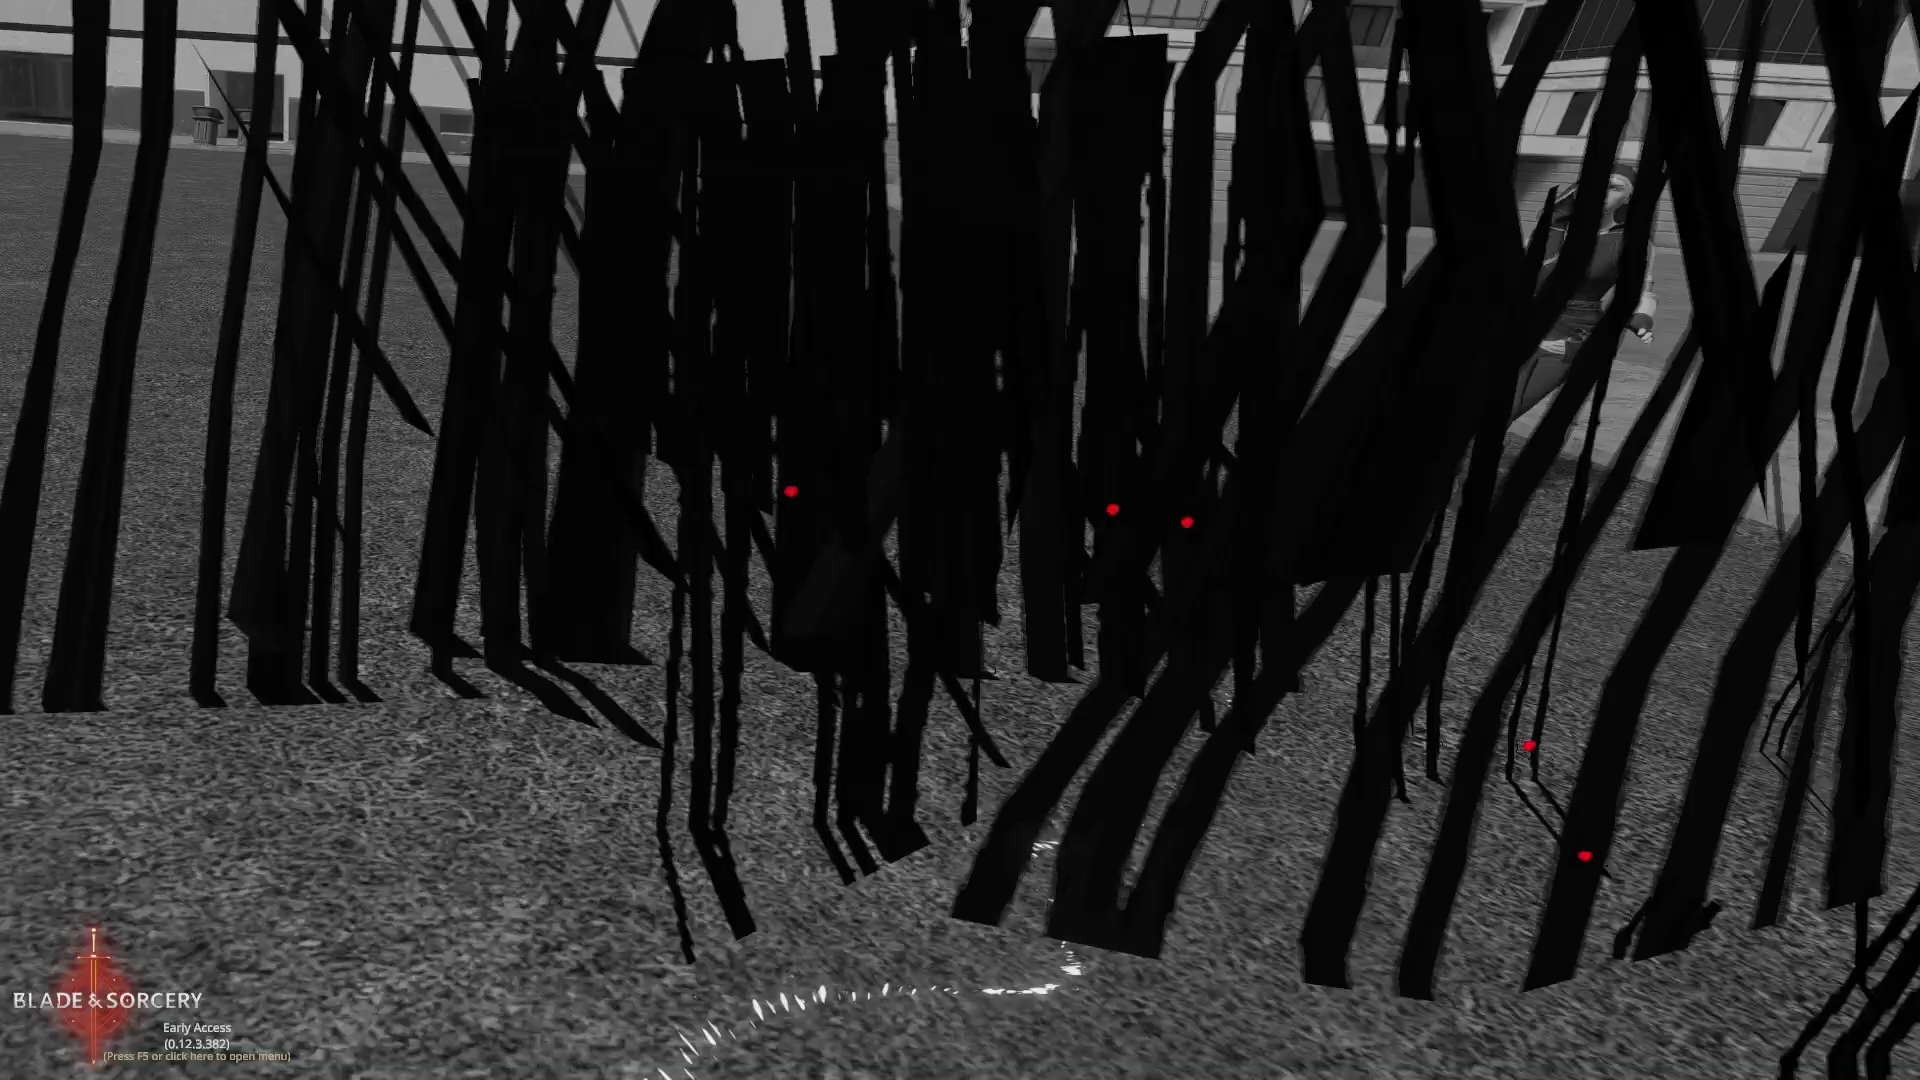 BLADE & SORCERY
Early Access
(0.12.3.382)
(Press F5 or click here to open menu)